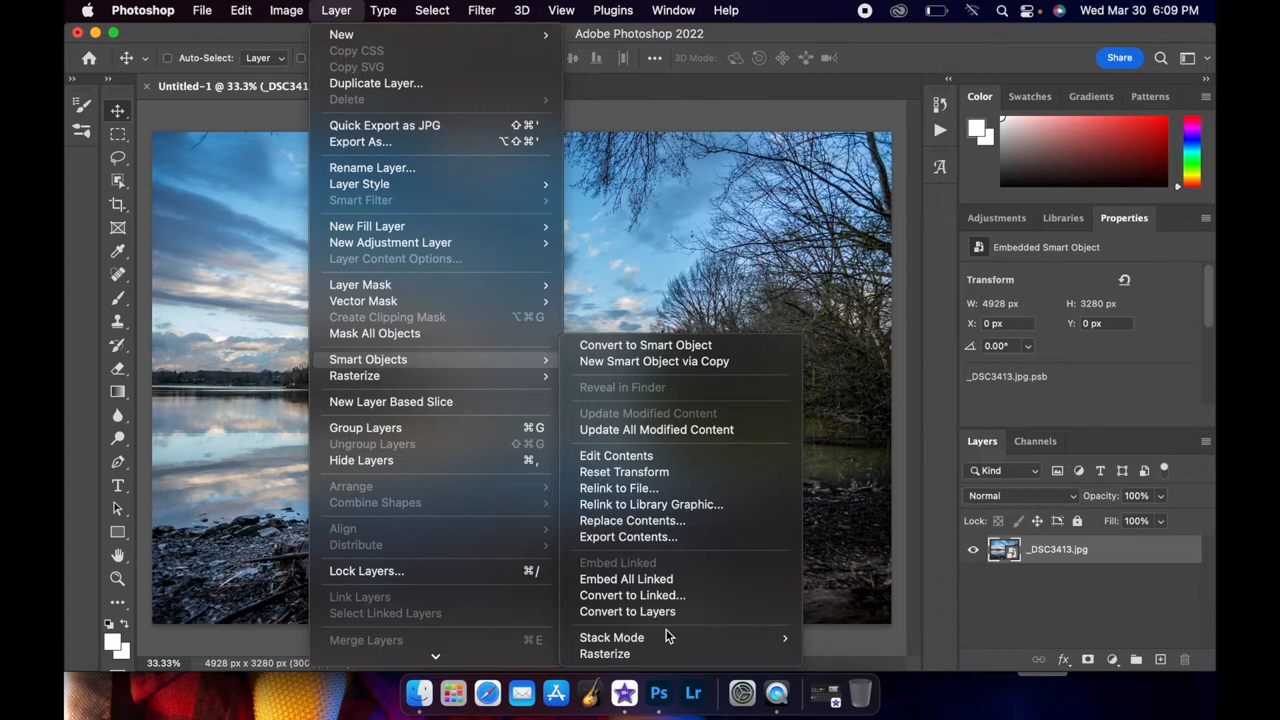 Photoshop File Edit Image Layer Type Select Filter 3D View Plugins Window Help Wed Mar 30 6:09 PM
Adobe Photoshop 2022
Auto-Select: Layer
3D Mode:
Share
Untitled-1 @ 33.3% (_DSC341
New
Copy CSS
Copy SVG
Duplicate Layer...
Delete
Quick Export as JPG ⇧⌘'
Export As... ⌥⇧⌘'
Rename Layer...
Layer Style
Smart Filter
New Fill Layer
New Adjustment Layer
Layer Content Options...
Layer Mask
Vector Mask
Create Clipping Mask ⌥⌘G
Mask All Objects
Smart Objects
Rasterize
New Layer Based Slice
Group Layers ⌘G
Ungroup Layers ⇧⌘G
Hide Layers ⌘,
Arrange
Combine Shapes
Align
Distribute
Lock Layers... ⌘/
Link Layers
Select Linked Layers
Merge Layers ⌘E
Convert to Smart Object
New Smart Object via Copy
Reveal in Finder
Update Modified Content
Update All Modified Content
Edit Contents
Reset Transform
Relink to File...
Relink to Library Graphic...
Replace Contents...
Export Contents...
Embed Linked
Embed All Linked
Convert to Linked...
Convert to Layers
Stack Mode
Rasterize
Color Swatches Gradients Patterns
Adjustments Libraries Properties
Embedded Smart Object
Transform
W: 4928 px H: 3280 px
X: 0 px Y: 0 px
0.00°
_DSC3413.jpg.psb
Layers Channels
Kind
Normal Opacity: 100%
Lock: Fill: 100%
_DSC3413.jpg
fx
33.33% 4928 px x 3280 px (300
Ps Lr